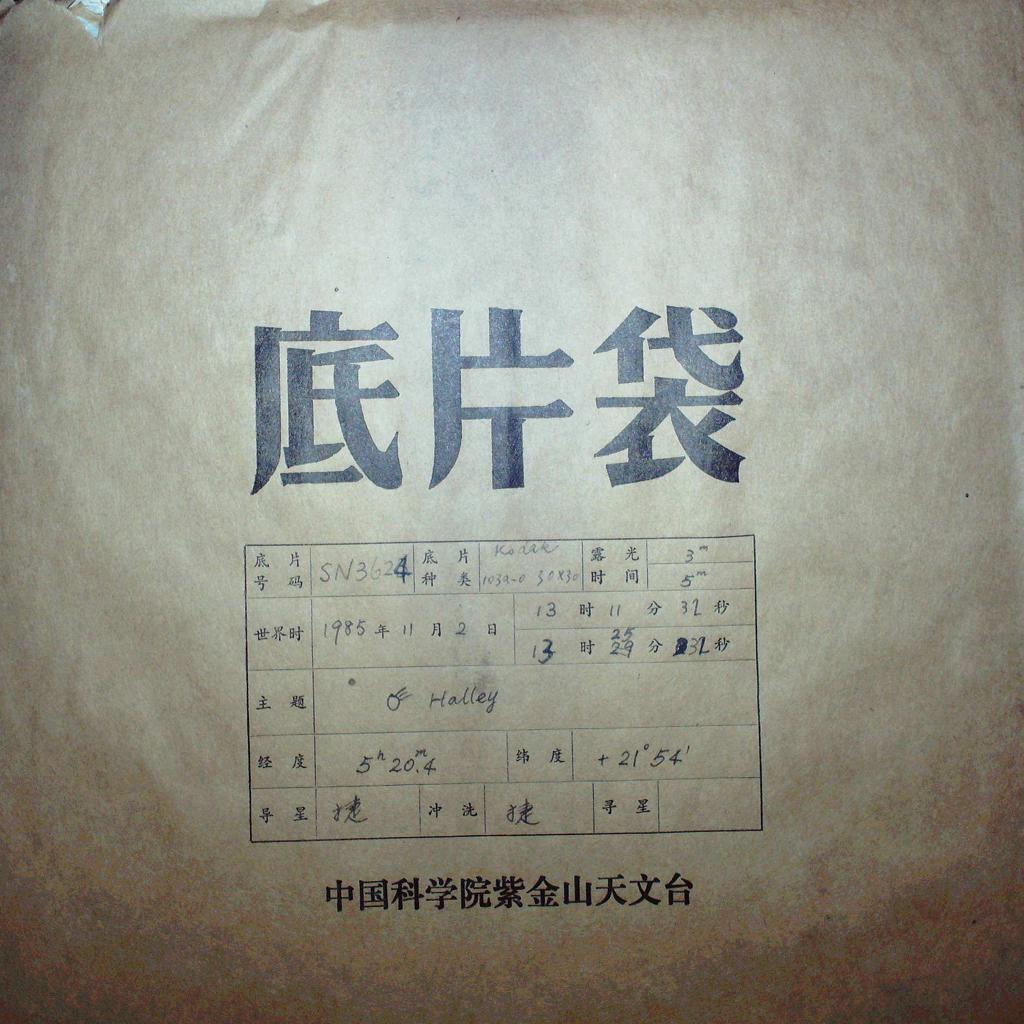 底片袋
底片号码 SN3624 底片种类 Kodak 103a-0 30X30 露光时间 3ᵐ 5ᵐ
世界时 1985年11月2日 13时11分32秒
13时25分32秒
主题 Halley
经度 5ʰ20ᵐ.4 纬度 +21°54′
导星 捷 冲洗 捷 寻星
中国科学院紫金山天文台